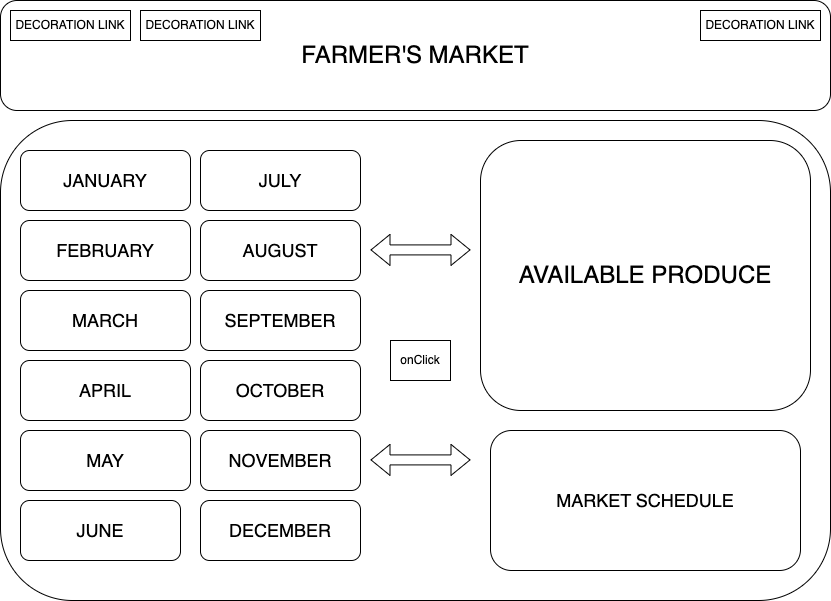 DECORATION LINK
DECORATION LINK
DECORATION LINK
FARMER'S MARKET
JANUARY
JULY
FEBRUARY
AUGUST
MARCH
SEPTEMBER
APRIL
OCTOBER
MAY
NOVEMBER
JUNE
DECEMBER
onClick
AVAILABLE PRODUCE
MARKET SCHEDULE